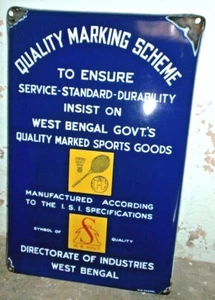 QUALITY MARKING SCHEME
TO ENSURE
SERVICE-STANDARD-DURABILITY
INSIST ON
WEST BENGAL GOVT.'S
QUALITY MARKED SPORTS GOODS
MANUFACTURED ACCORDING
TO THE I.S.I. SPECIFICATIONS
SYMBOL OF QUALITY
DIRECTORATE OF INDUSTRIES
WEST BENGAL